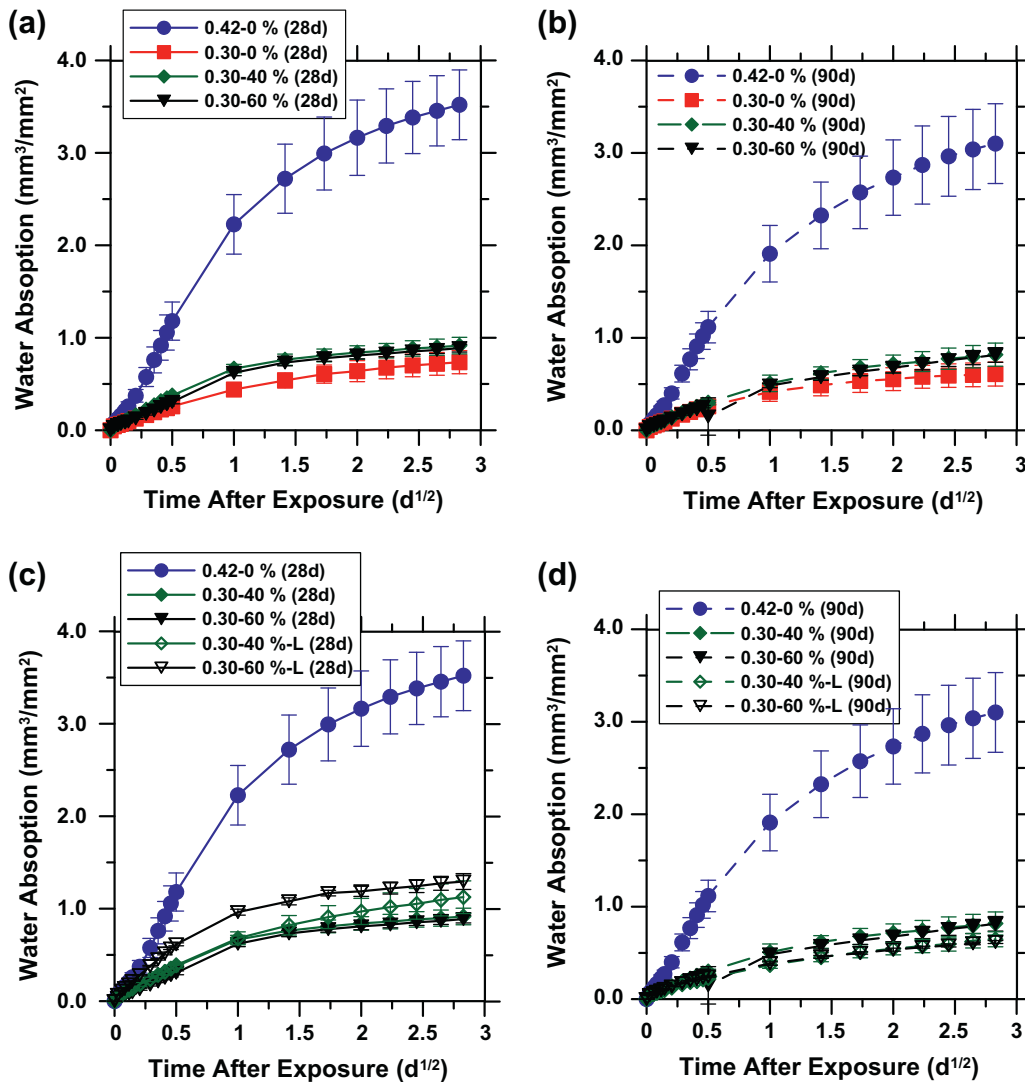 (a)
0.42-0 % (28d)
0.30-0 % (28d)
0.30-40 % (28d)
0.30-60 % (28d)
4.0
3.0
2.0
1.0
0.0
Water Absoption (mm³/mm²)
0 0.5 1 1.5 2 2.5 3
Time After Exposure (d¹/²)
(b)
0.42-0 % (90d)
0.30-0 % (90d)
0.30-40 % (90d)
0.30-60 % (90d)
4.0
3.0
2.0
1.0
0.0
Water Absoption (mm³/mm²)
0 0.5 1 1.5 2 2.5 3
Time After Exposure (d¹/²)
(c)
0.42-0 % (28d)
0.30-40 % (28d)
0.30-60 % (28d)
0.30-40 %-L (28d)
0.30-60 %-L (28d)
4.0
3.0
2.0
1.0
0.0
Water Absoption (mm³/mm²)
0 0.5 1 1.5 2 2.5 3
Time After Exposure (d¹/²)
(d)
0.42-0 % (90d)
0.30-40 % (90d)
0.30-60 % (90d)
0.30-40 %-L (90d)
0.30-60 %-L (90d)
4.0
3.0
2.0
1.0
0.0
Water Absoption (mm³/mm²)
0 0.5 1 1.5 2 2.5 3
Time After Exposure (d¹/²)